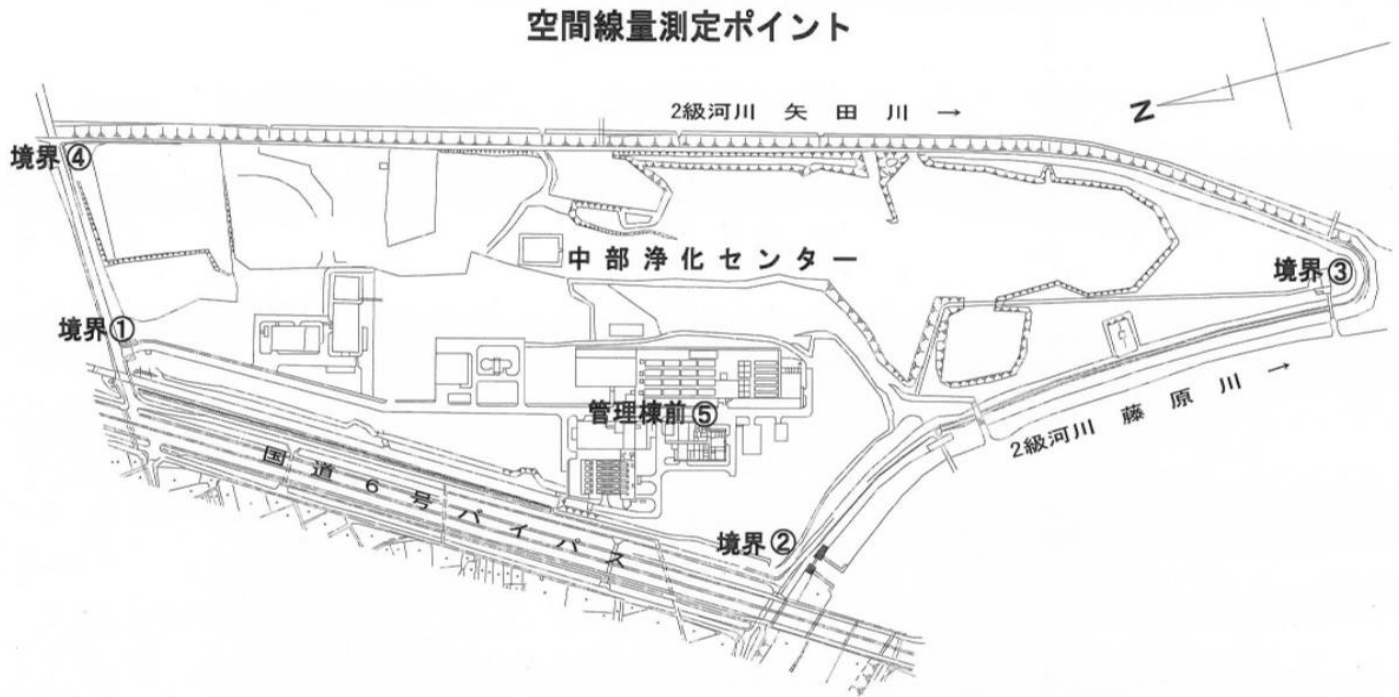 空間線量測定ポイント
2級河川 矢田川 →
N
境界④
中部浄化センター
境界③
境界①
管理棟前⑤
2級河川 藤原川 →
国道6号バイパス
境界②